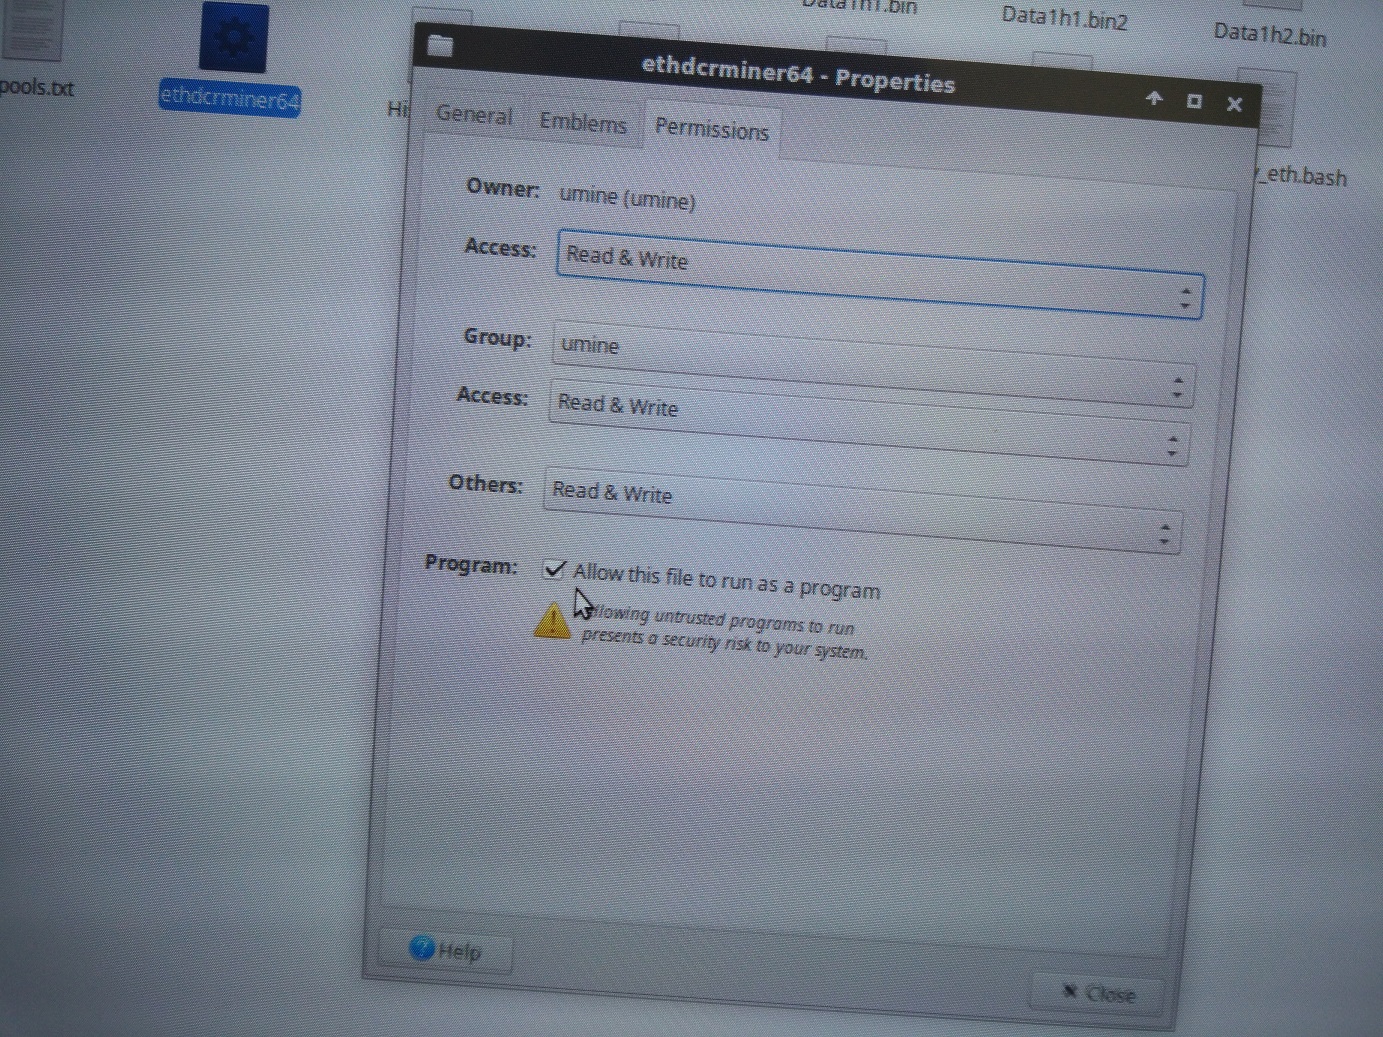 Data1h1.bin
Data1h1.bin2
Data1h2.bin
pools.txt
ethdcrminer64
Hi
_eth.bash
ethdcrminer64 - Properties
General
Emblems
Permissions
Owner: umine (umine)
Access: Read & Write
Group: umine
Access: Read & Write
Others: Read & Write
Program: Allow this file to run as a program
Allowing untrusted programs to run
presents a security risk to your system.
Help
Close